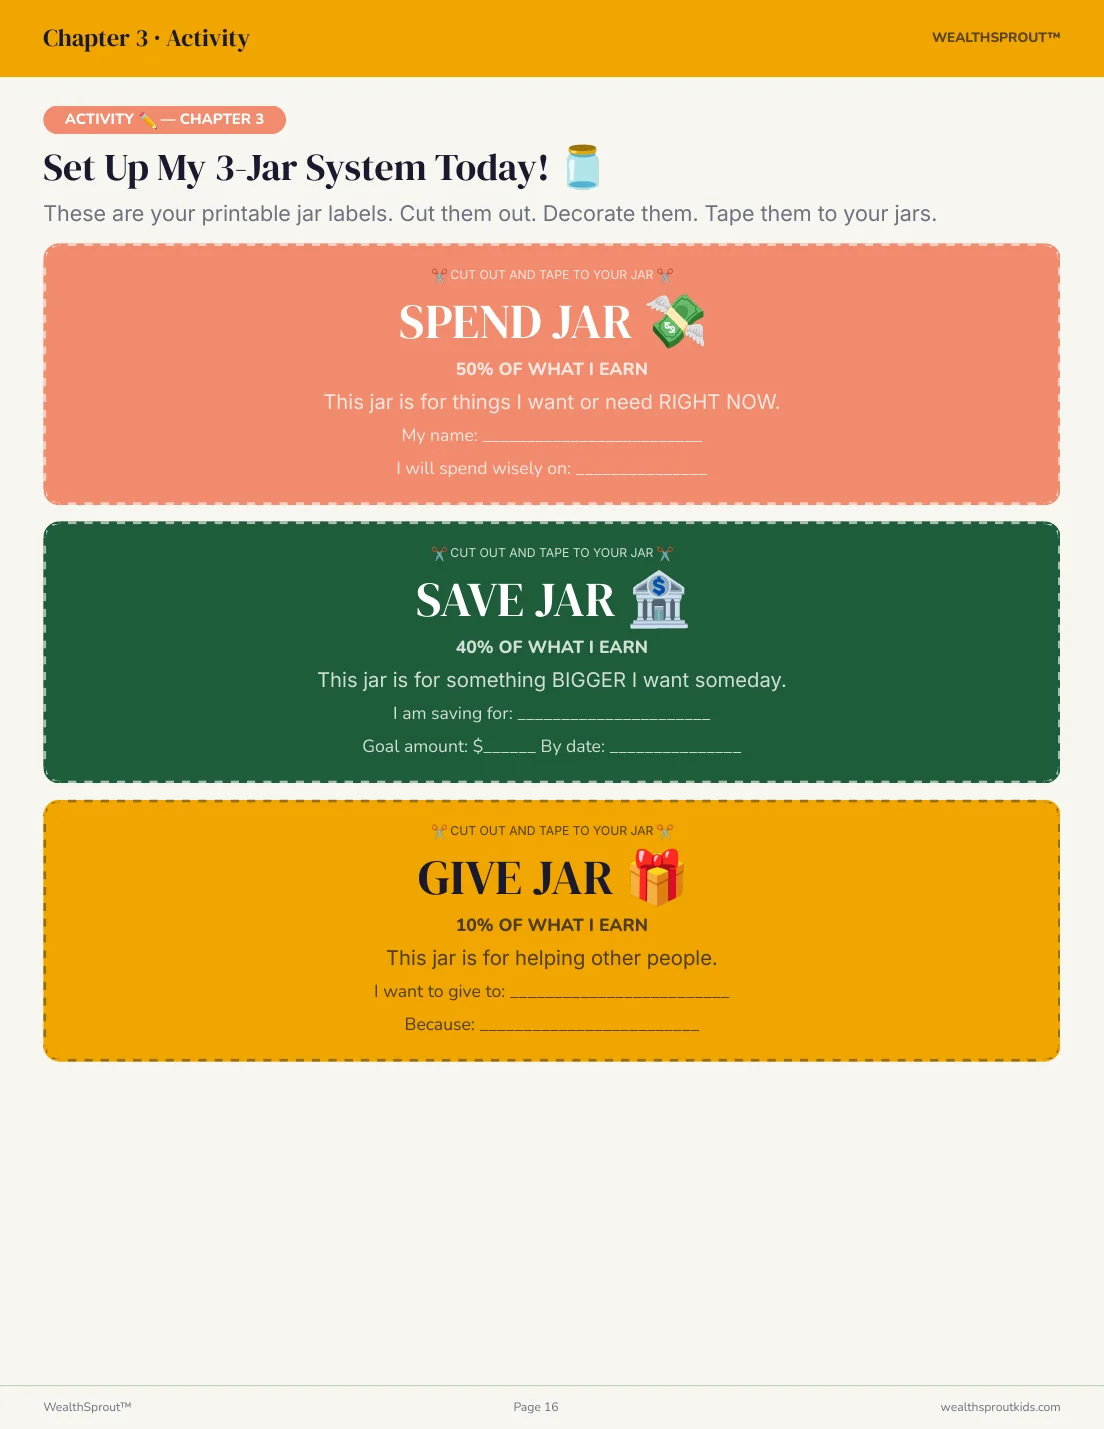 Chapter 3 · Activity
WEALTHSPROUT™
ACTIVITY ✏️ — CHAPTER 3
Set Up My 3-Jar System Today! 🫙
These are your printable jar labels. Cut them out. Decorate them. Tape them to your jars.
✂️ CUT OUT AND TAPE TO YOUR JAR ✂️
SPEND JAR 💸
50% OF WHAT I EARN
This jar is for things I want or need RIGHT NOW.
My name: _________________________
I will spend wisely on: _______________
✂️ CUT OUT AND TAPE TO YOUR JAR ✂️
SAVE JAR 🏦
40% OF WHAT I EARN
This jar is for something BIGGER I want someday.
I am saving for: ______________________
Goal amount: $______ By date: _______________
✂️ CUT OUT AND TAPE TO YOUR JAR ✂️
GIVE JAR 🎁
10% OF WHAT I EARN
This jar is for helping other people.
I want to give to: _________________________
Because: _________________________
WealthSprout™
Page 16
wealthsproutkids.com